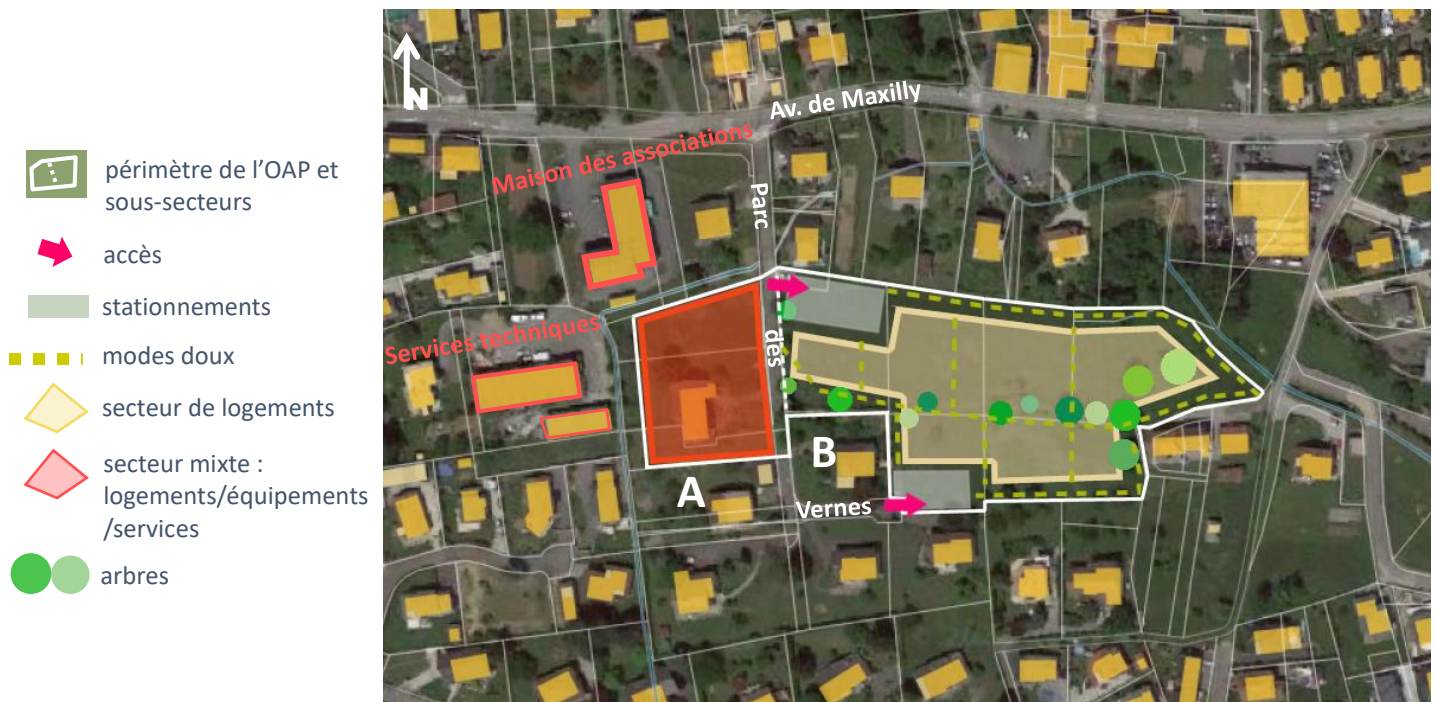 périmètre de l’OAP et
sous-secteurs
accès
stationnements
modes doux
secteur de logements
secteur mixte :
logements/équipements
/services
arbres
N
Av. de Maxilly
Maison des associations
Parc
des
Services techniques
A
B
Vernes